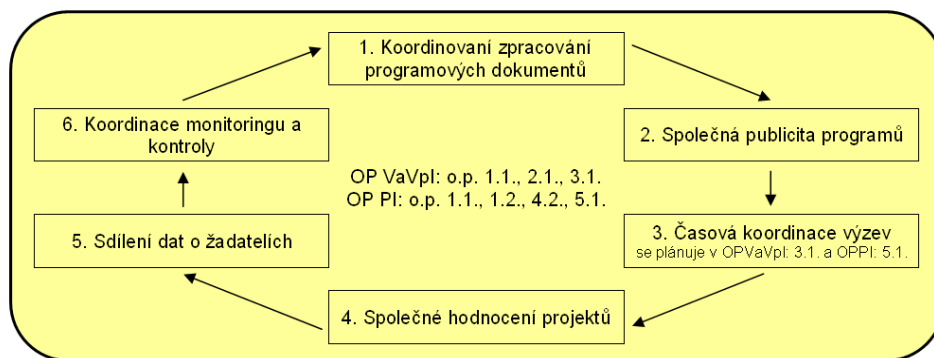 1. Koordinovaní zpracování
programových dokumentů
6. Koordinace monitoringu a
kontroly
2. Společná publicita programů
OP VaVpI: o.p. 1.1., 2.1., 3.1.
OP PI: o.p. 1.1., 1.2., 4.2., 5.1.
5. Sdílení dat o žadatelích
3. Časová koordinace výzev
se plánuje v OPVaVpI: 3.1. a OPPI: 5.1.
4. Společné hodnocení projektů